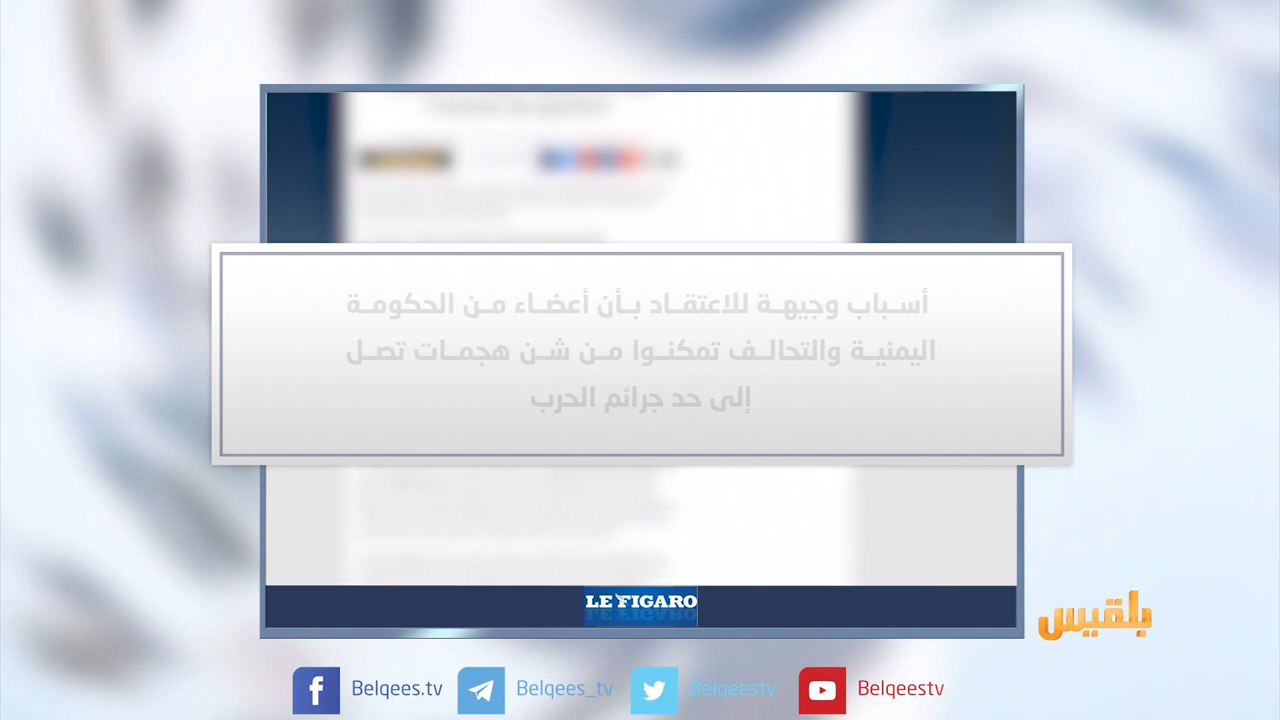 أسباب وجيهة للاعتقاد بأن أعضاء من الحكومة
اليمنية والتحالف تمكنوا من شن هجمات تصل
إلى حد جرائم الحرب
LE FIGARO
بلقيس
Belqees.tv
Belqees_tv
Belqeestv
Belqeestv